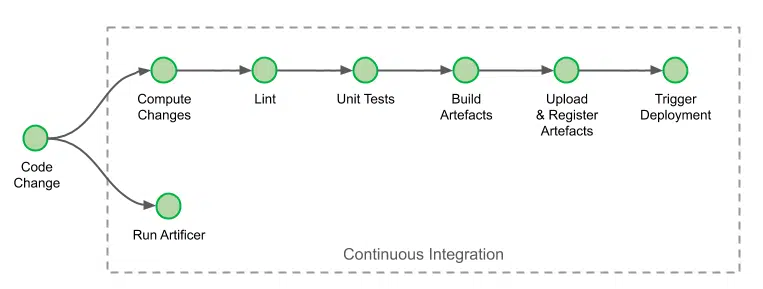 Compute
Changes
Lint
Unit Tests
Build
Artefacts
Upload
& Register
Artefacts
Trigger
Deployment
Code
Change
Run Artificer
Continuous Integration